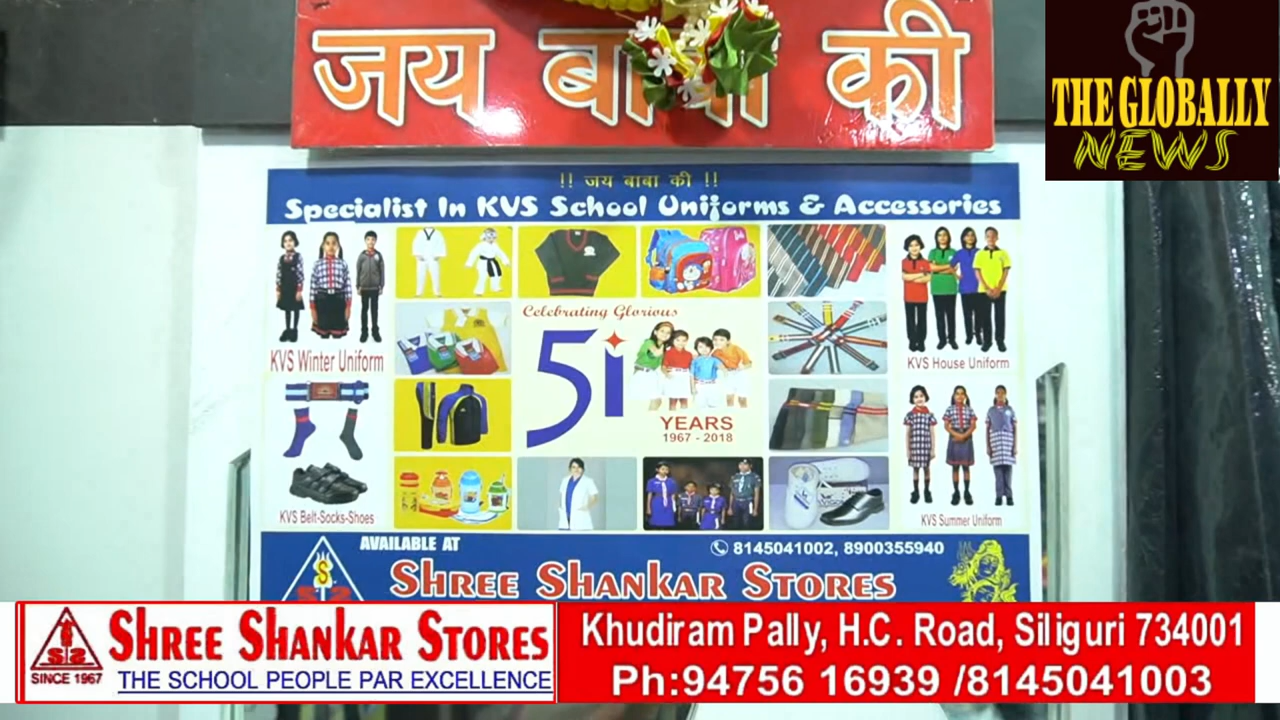 जय बाबा की
THE GLOBALLY
NEWS
!! जय बाबा की !!
Specialist In KVS School Uniforms & Accessories
Celebrating Glorious
51
YEARS
1967 - 2018
KVS Winter Uniform
KVS House Uniform
KVS Belt-Socks-Shoes
KVS Summer Uniform
AVAILABLE AT
8145041002, 8900355940
SHREE SHANKAR STORES
SHREE SHANKAR STORES
SINCE 1967
THE SCHOOL PEOPLE PAR EXCELLENCE
Khudiram Pally, H.C. Road, Siliguri 734001
Ph:94756 16939 /8145041003